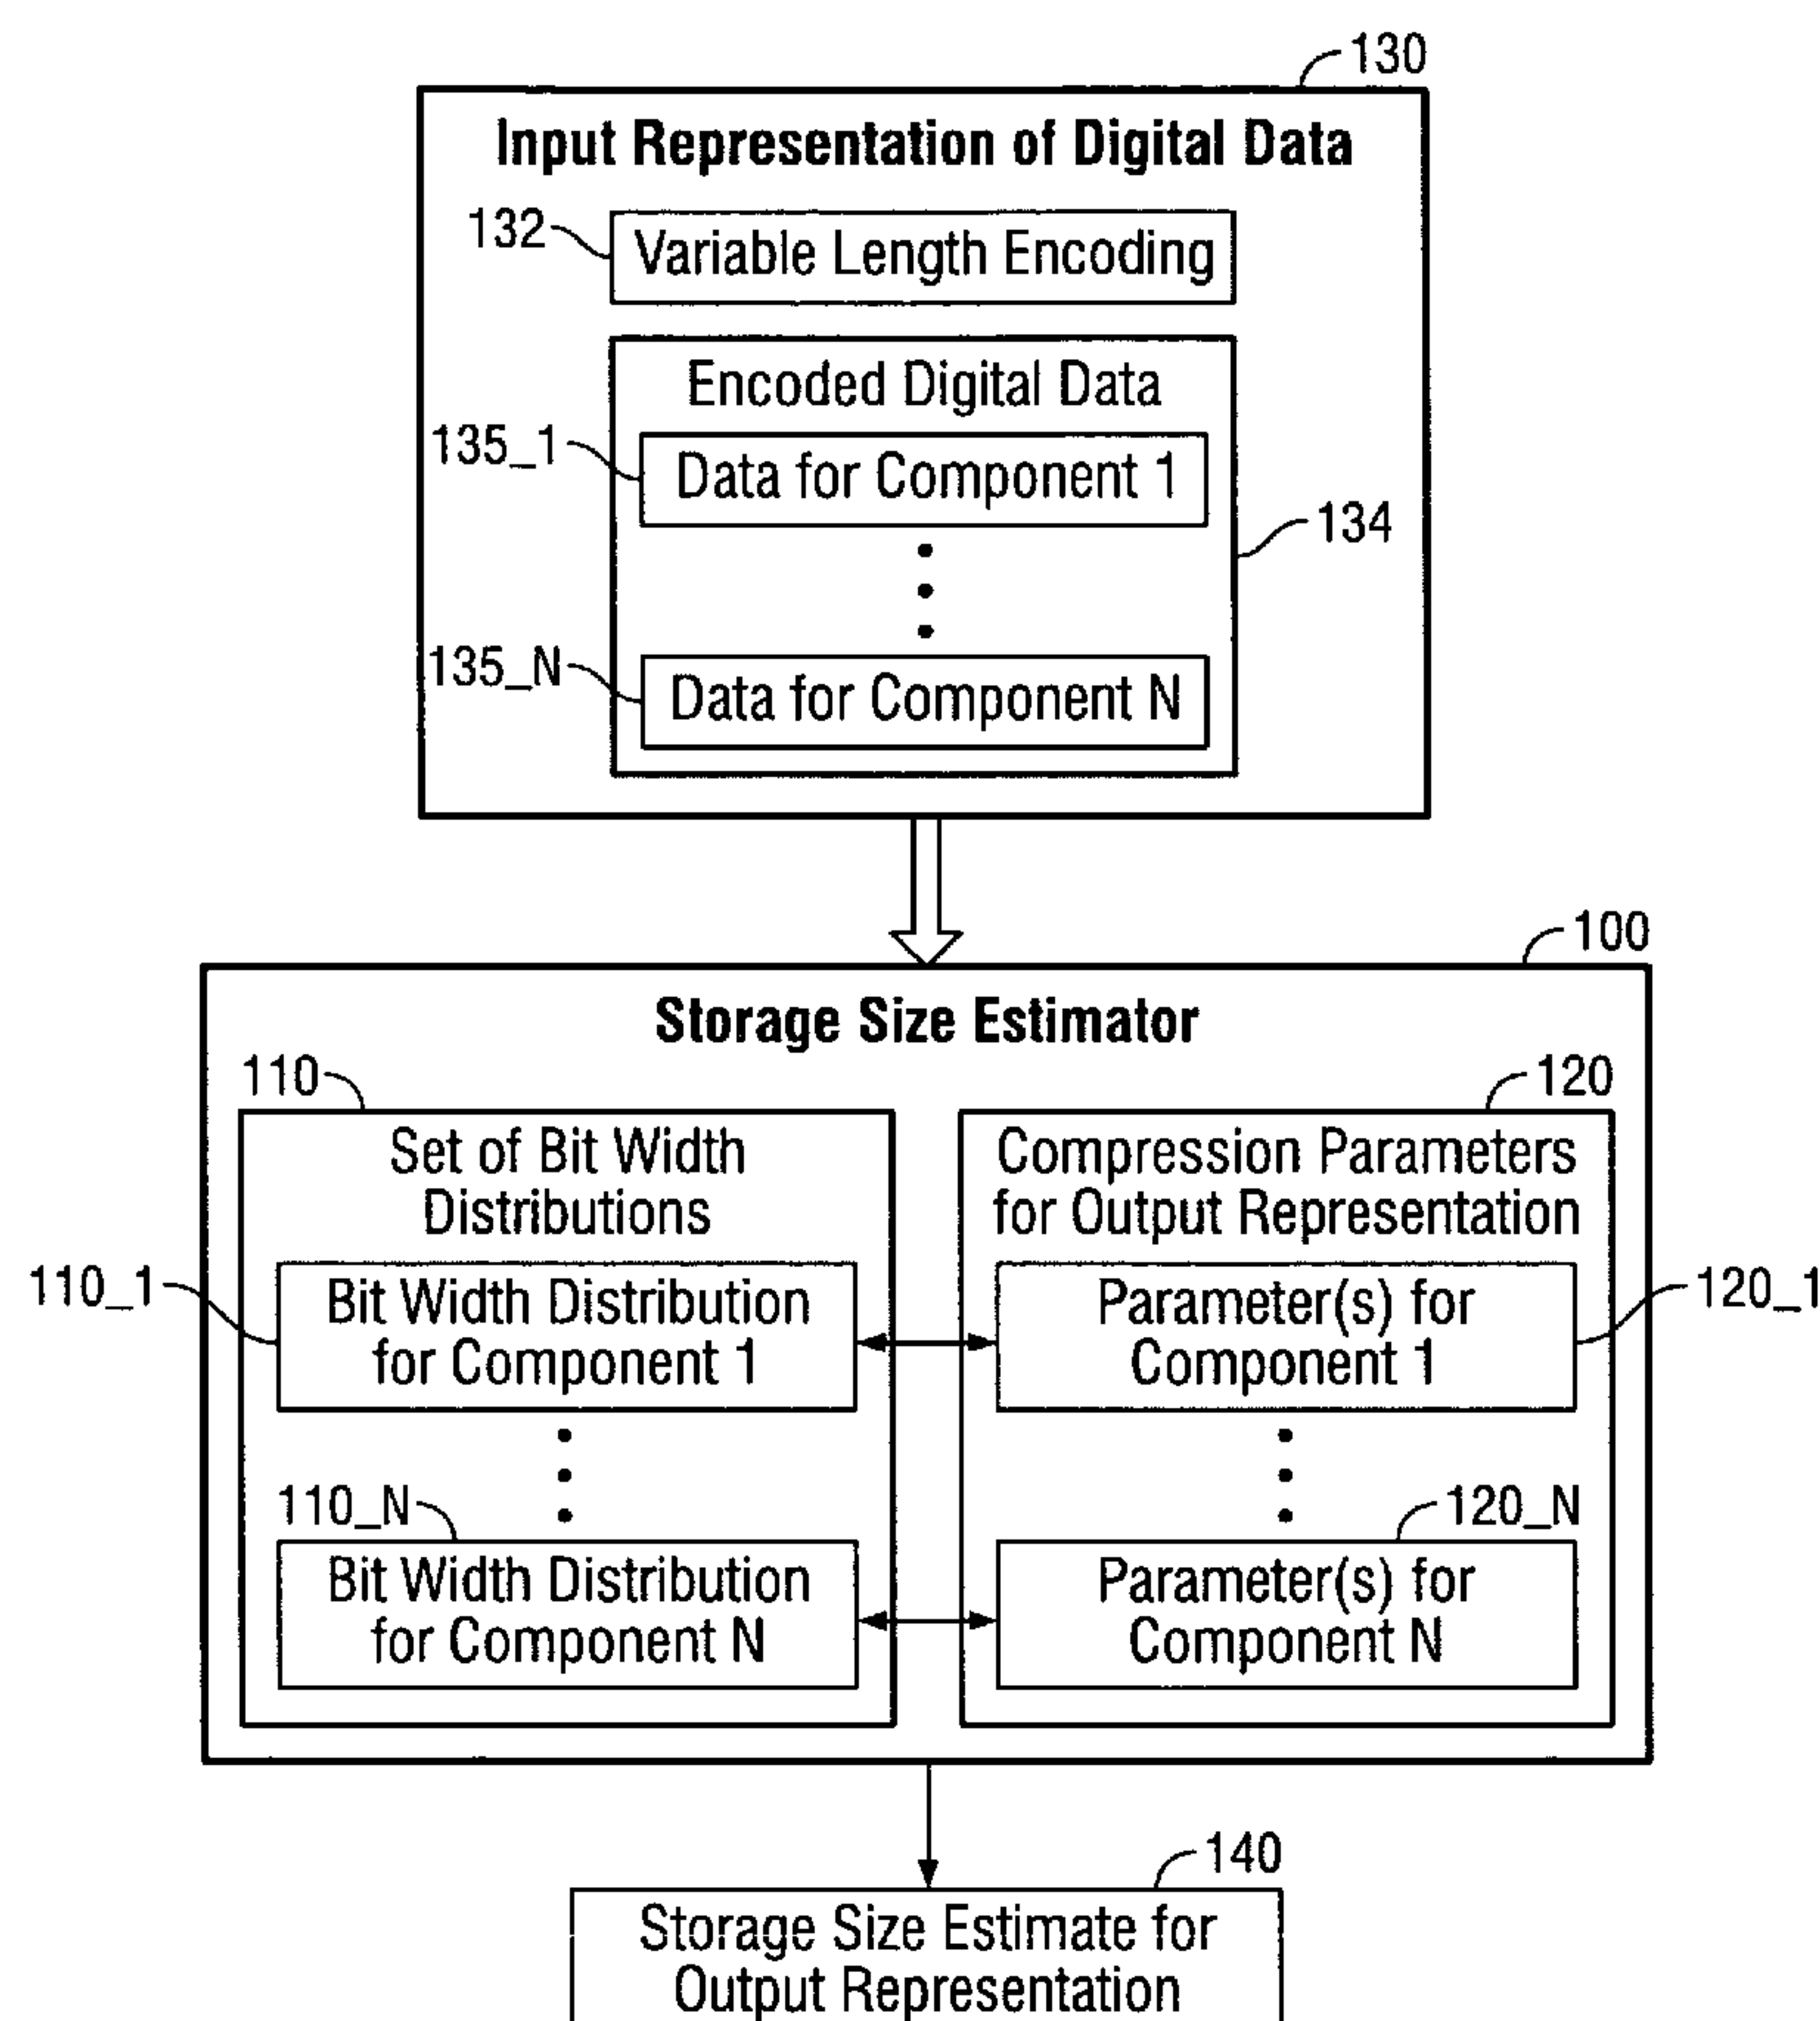 130
Input Representation of Digital Data
132
Variable Length Encoding
Encoded Digital Data
135_1
Data for Component 1
134
135_N
Data for Component N
100
Storage Size Estimator
110
120
Set of Bit Width
Distributions
Compression Parameters
for Output Representation
110_1
Bit Width Distribution
for Component 1
Parameter(s) for
Component 1
120_1
110_N
Bit Width Distribution
for Component N
120_N
Parameter(s) for
Component N
140
Storage Size Estimate for
Output Representation